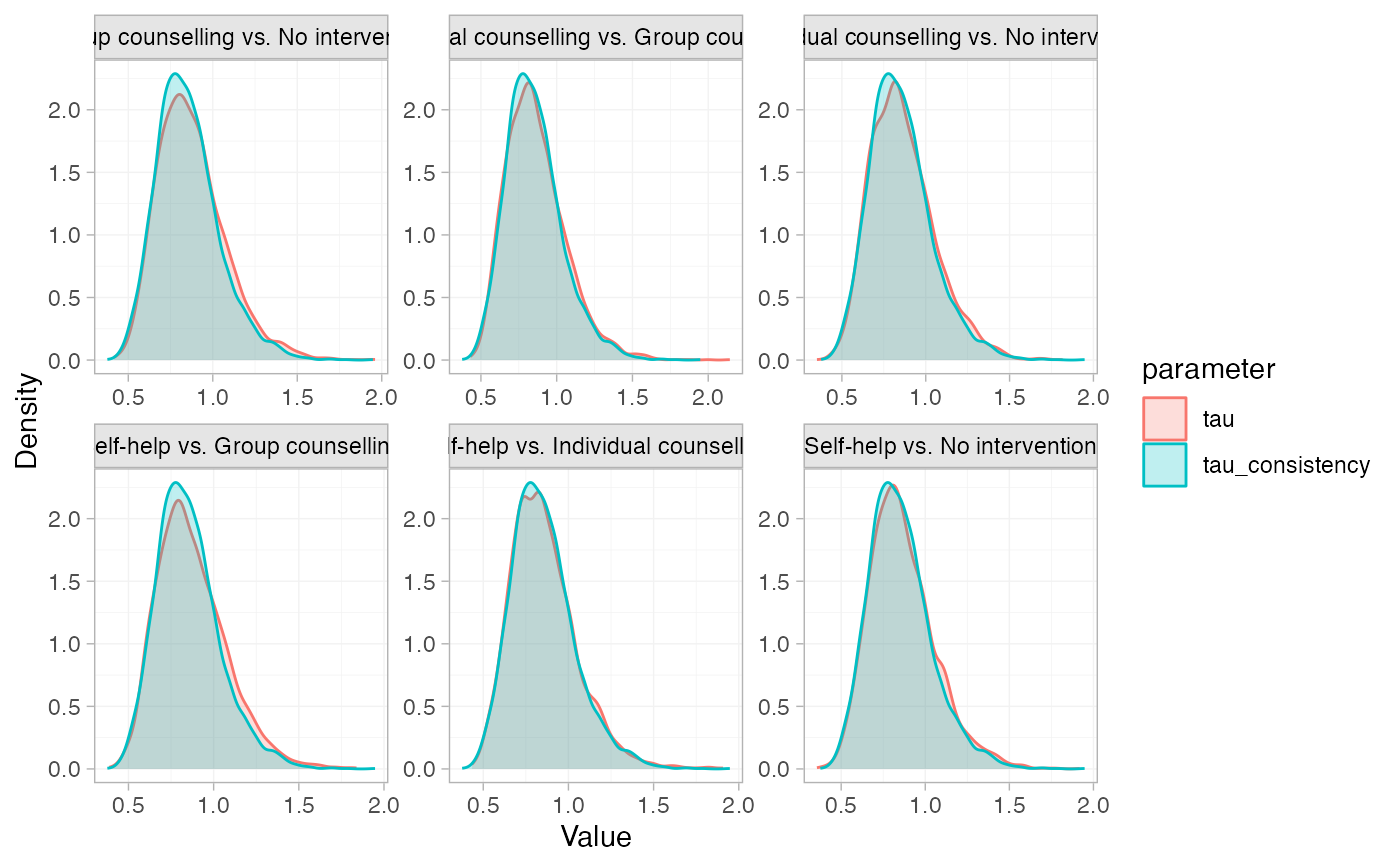 up counselling vs. No interver
al counselling vs. Group cou
dual counselling vs. No interv
2.0
1.5
1.0
0.5
0.0
2.0
1.5
1.0
0.5
0.0
2.0
1.5
1.0
0.5
0.0
0.5 1.0 1.5 2.0
0.5 1.0 1.5 2.0
0.5 1.0 1.5 2.0
elf-help vs. Group counsellin
f-help vs. Individual counsell
Self-help vs. No intervention
2.0
1.5
1.0
0.5
0.0
2.0
1.5
1.0
0.5
0.0
2.0
1.5
1.0
0.5
0.0
0.5 1.0 1.5 2.0
0.5 1.0 1.5 2.0
0.5 1.0 1.5 2.0
Density
Value
parameter
tau
tau_consistency